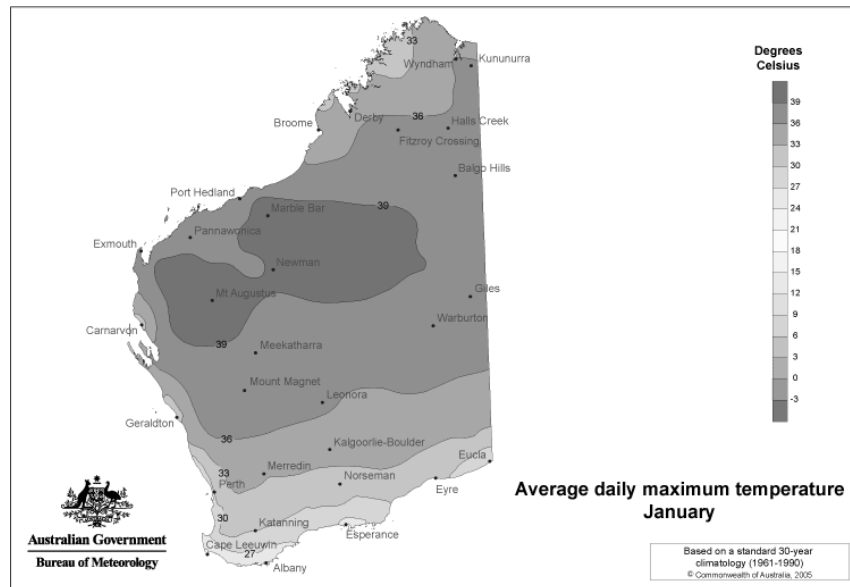 33
Wyndham
Kununurra
Derby
36
Broome
Halls Creek
Fitzroy Crossing
Balgo Hills
Port Hedland
Marble Bar
39
Pannawonica
Exmouth
Newman
Giles
Mt Augustus
Carnarvon
Warburton
39
Meekatharra
Mount Magnet
Leonora
Geraldton
36
Kalgoorlie-Boulder
Eucla
33
Merredin
Perth
Norseman
Eyre
30
Katanning
Esperance
Cape Leeuwin
27
Albany
Degrees
Celsius
39
36
33
30
27
24
21
18
15
12
9
6
3
0
-3
Average daily maximum temperature
January
Australian Government
Bureau of Meteorology
Based on a standard 30-year
climatology (1961-1990)
© Commonwealth of Australia, 2005